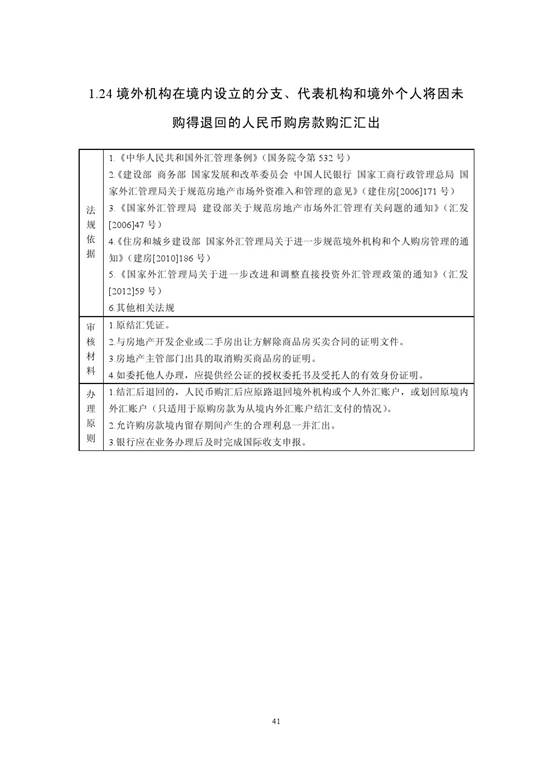 1.24 境外机构在境内设立的分支、代表机构和境外个人将因未
购得退回的人民币购房款购汇汇出
法规依据
1.《中华人民共和国外汇管理条例》（国务院令第 532 号）
2.《建设部 商务部 国家发展和改革委员会 中国人民银行 国家工商行政管理总局 国
家外汇管理局关于规范房地产市场外资准入和管理的意见》（建住房[2006]171 号）
3.《国家外汇管理局 建设部关于规范房地产市场外汇管理有关问题的通知》（汇发
[2006]47 号）
4.《住房和城乡建设部 国家外汇管理局关于进一步规范境外机构和个人购房管理的通
知》（建房[2010]186 号）
5.《国家外汇管理局关于进一步改进和调整直接投资外汇管理政策的通知》（汇发
[2012]59 号）
6.其他相关法规
审核材料
1.原结汇凭证。
2.与房地产开发企业或二手房出让方解除商品房买卖合同的证明文件。
3.房地产主管部门出具的取消购买商品房的证明。
4.如委托他人办理，应提供经公证的授权委托书及受托人的有效身份证明。
办理原则
1.结汇后退回的，人民币购汇后应原路退回境外机构或个人外汇账户，或划回原境内
外汇账户（只适用于原购房款为从境内外汇账户结汇支付的情况）。
2.允许购房款境内留存期间产生的合理利息一并汇出。
3.银行应在业务办理后及时完成国际收支申报。
41